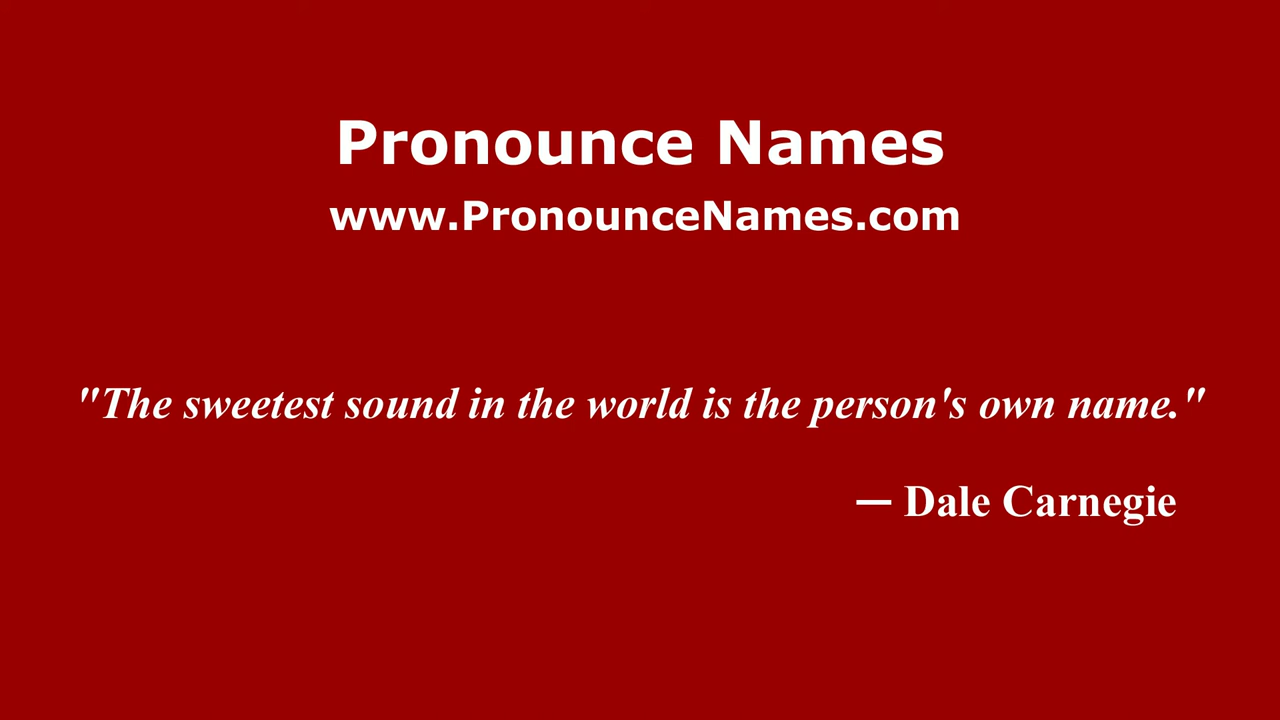 Pronounce Names
www.PronounceNames.com
"The sweetest sound in the world is the person's own name."
— Dale Carnegie